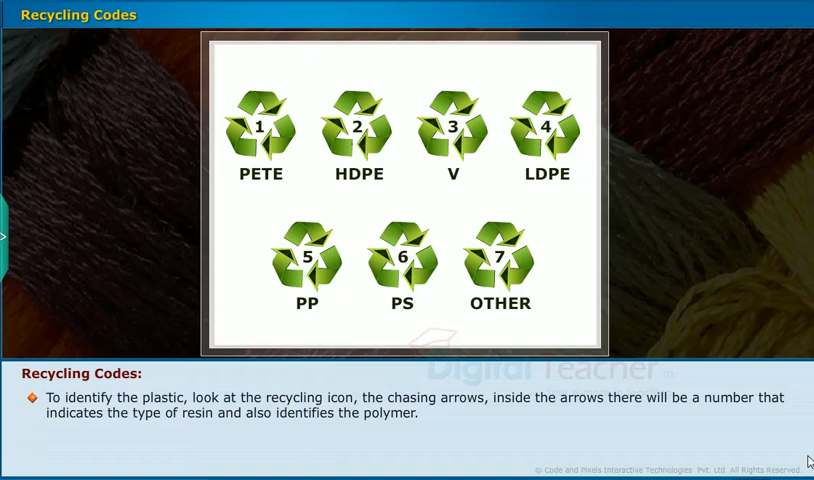 Recycling Codes
1 2 3 4
PETE HDPE V LDPE
5 6 7
PP PS OTHER
Digital Teacher.in
Recycling Codes:
To identify the plastic, look at the recycling icon, the chasing arrows, inside the arrows there will be a number that
indicates the type of resin and also identifies the polymer.
© Code and Pixels Interactive Technologies Pvt. Ltd. All Rights Reserved.